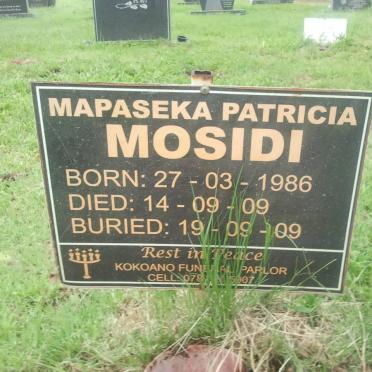 MAPASEKA PATRICIA
MOSIDI
BORN: 27 - 03 - 1986
DIED: 14 - 09 - 09
BURIED: 19 - 09 - 09
Rest in Peace
KOKOANO FUNERAL PARLOR
CELL: